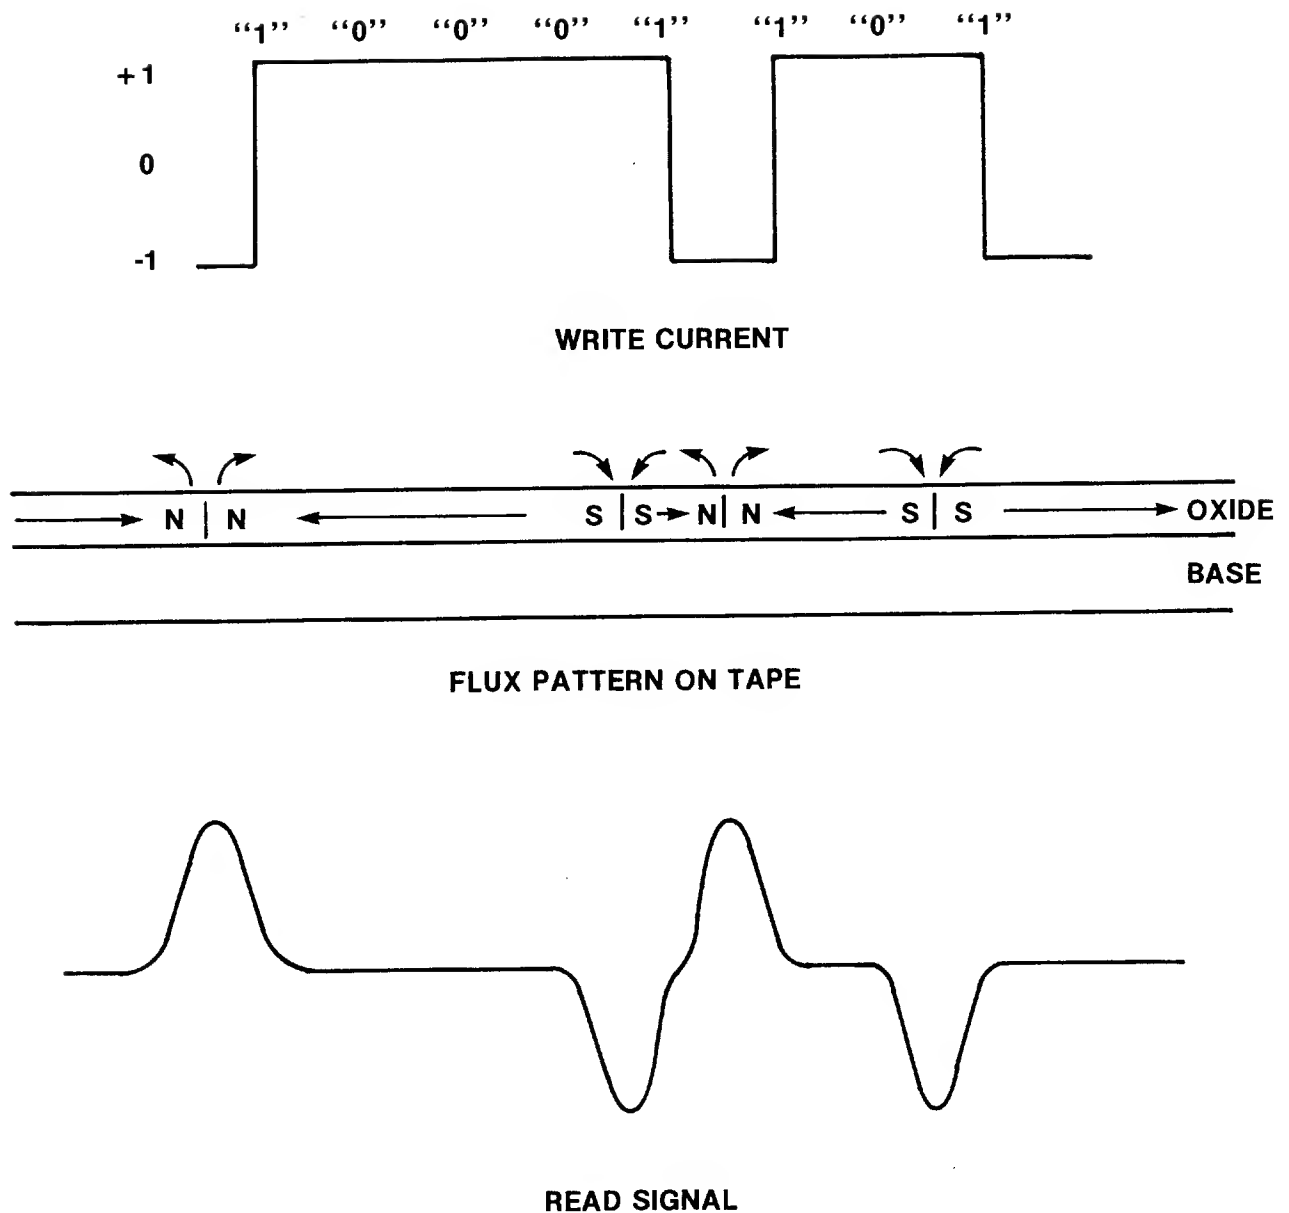 “1” “0” “0” “0” “1” “1” “0” “1”
+1
0
-1
WRITE CURRENT
N N S S N N S S OXIDE
BASE
FLUX PATTERN ON TAPE
READ SIGNAL